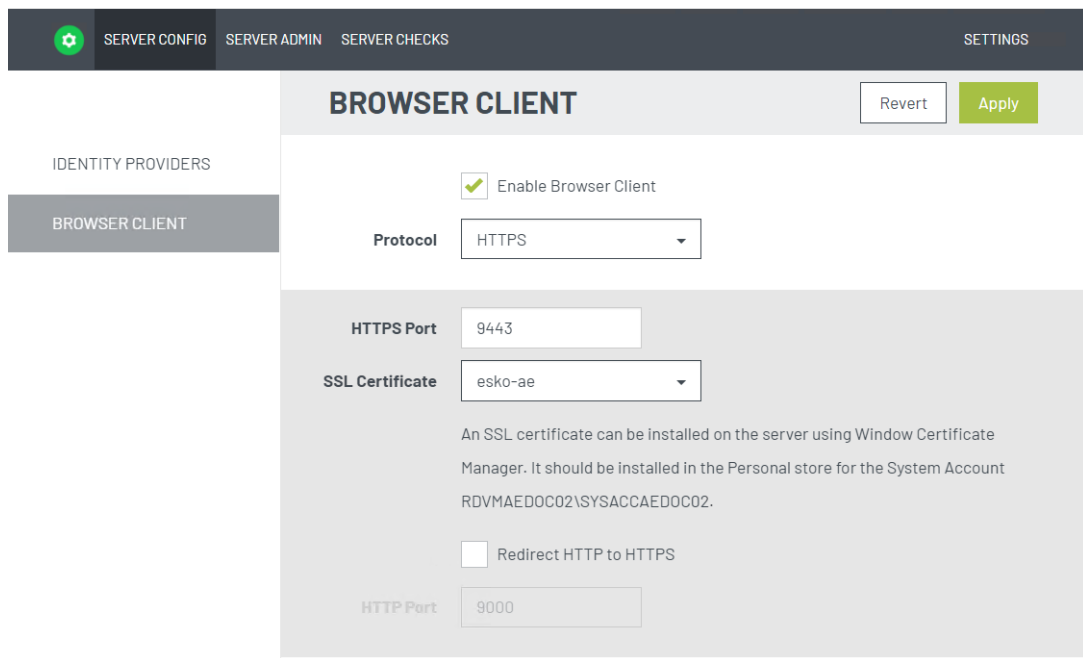 SERVER CONFIG SERVER ADMIN SERVER CHECKS SETTINGS
BROWSER CLIENT Revert Apply
IDENTITY PROVIDERS
BROWSER CLIENT
Enable Browser Client
Protocol HTTPS
HTTPS Port 9443
SSL Certificate esko-ae
An SSL certificate can be installed on the server using Window Certificate
Manager. It should be installed in the Personal store for the System Account
RDVMAEDOC02\SYSACCAEDOC02.
Redirect HTTP to HTTPS
HTTP Port 9000